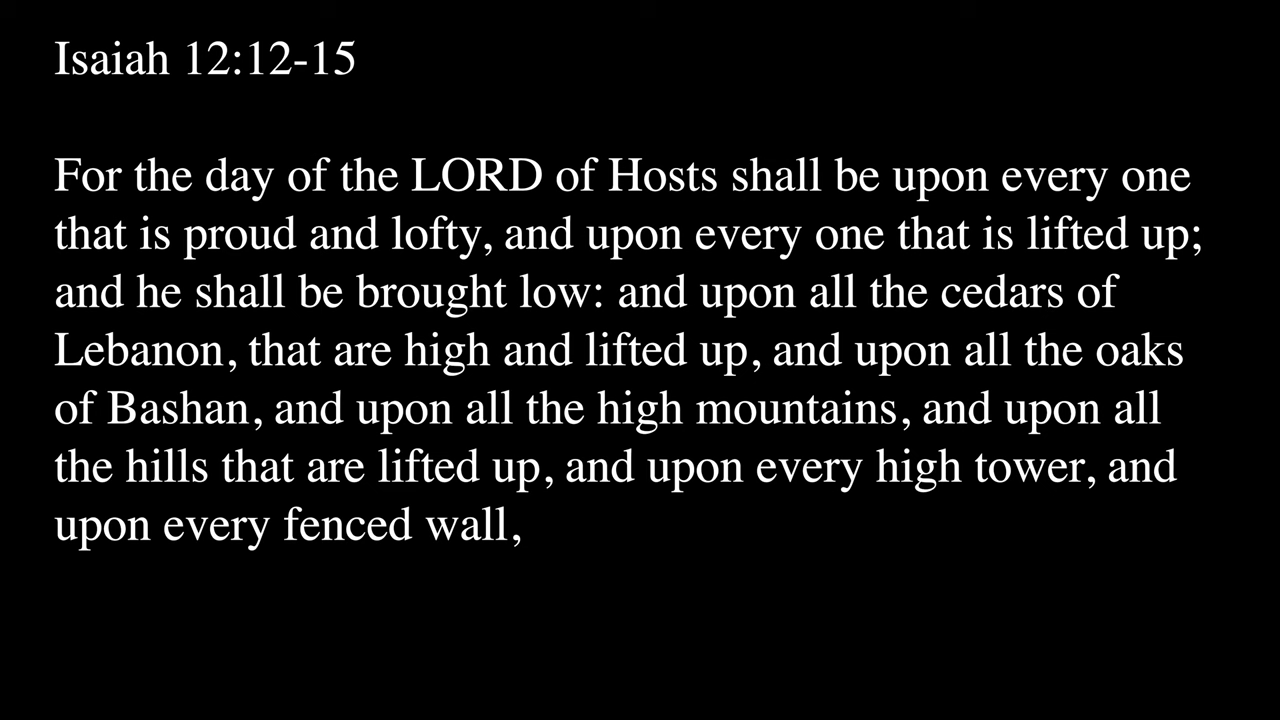 Isaiah 12:12-15
For the day of the LORD of Hosts shall be upon every one
that is proud and lofty, and upon every one that is lifted up;
and he shall be brought low: and upon all the cedars of
Lebanon, that are high and lifted up, and upon all the oaks
of Bashan, and upon all the high mountains, and upon all
the hills that are lifted up, and upon every high tower, and
upon every fenced wall,